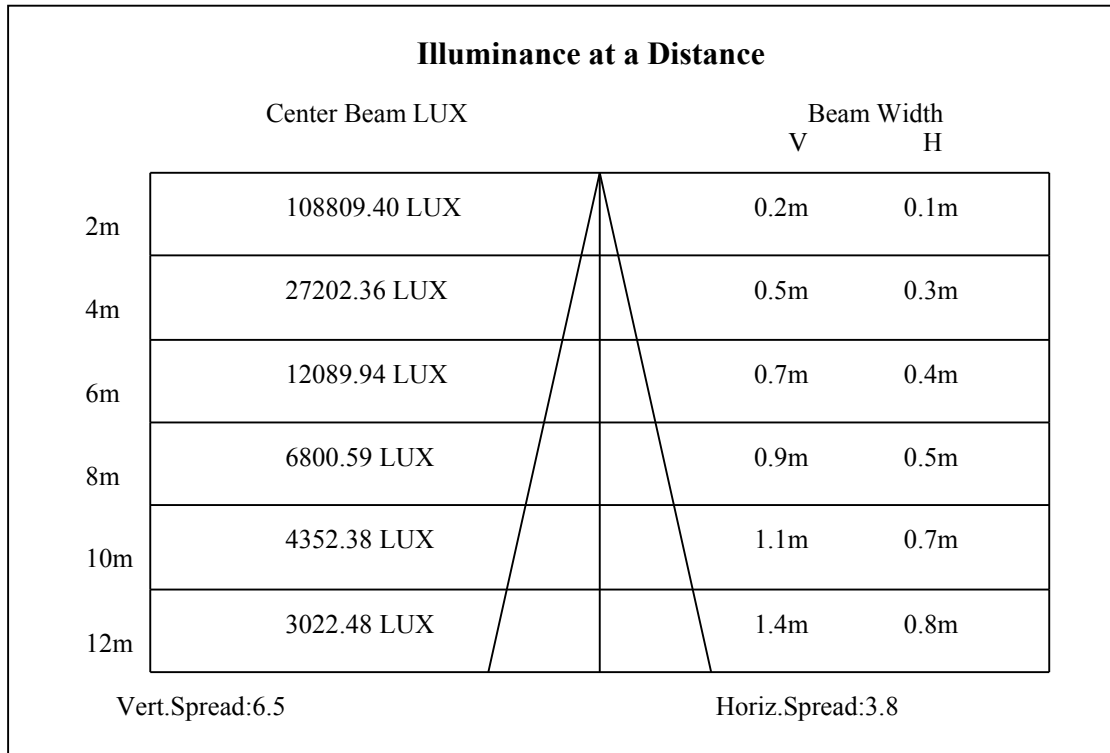 Illuminance at a Distance
Center Beam LUX Beam Width
V H
2m 108809.40 LUX 0.2m 0.1m
4m 27202.36 LUX 0.5m 0.3m
6m 12089.94 LUX 0.7m 0.4m
8m 6800.59 LUX 0.9m 0.5m
10m 4352.38 LUX 1.1m 0.7m
12m 3022.48 LUX 1.4m 0.8m
Vert.Spread:6.5 Horiz.Spread:3.8